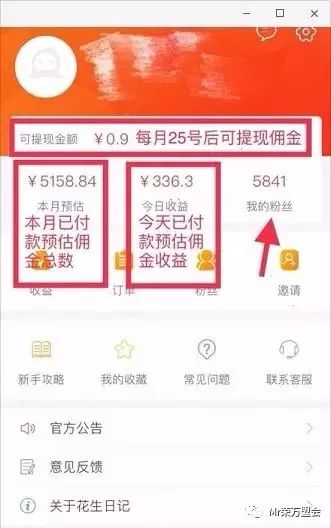 可提现金额 ￥0.9 每月25号后可提现佣金
￥5158.84 ￥336.3 5841
本月预估 今日收益 我的粉丝
本月已付 今天已付
款预估佣 款预估佣
金总数 金收益
收益 订单 粉丝 邀请
新手攻略 我的收藏 常见问题 联系客服
官方公告
意见反馈
关于花生日记
Mr荣万盟会